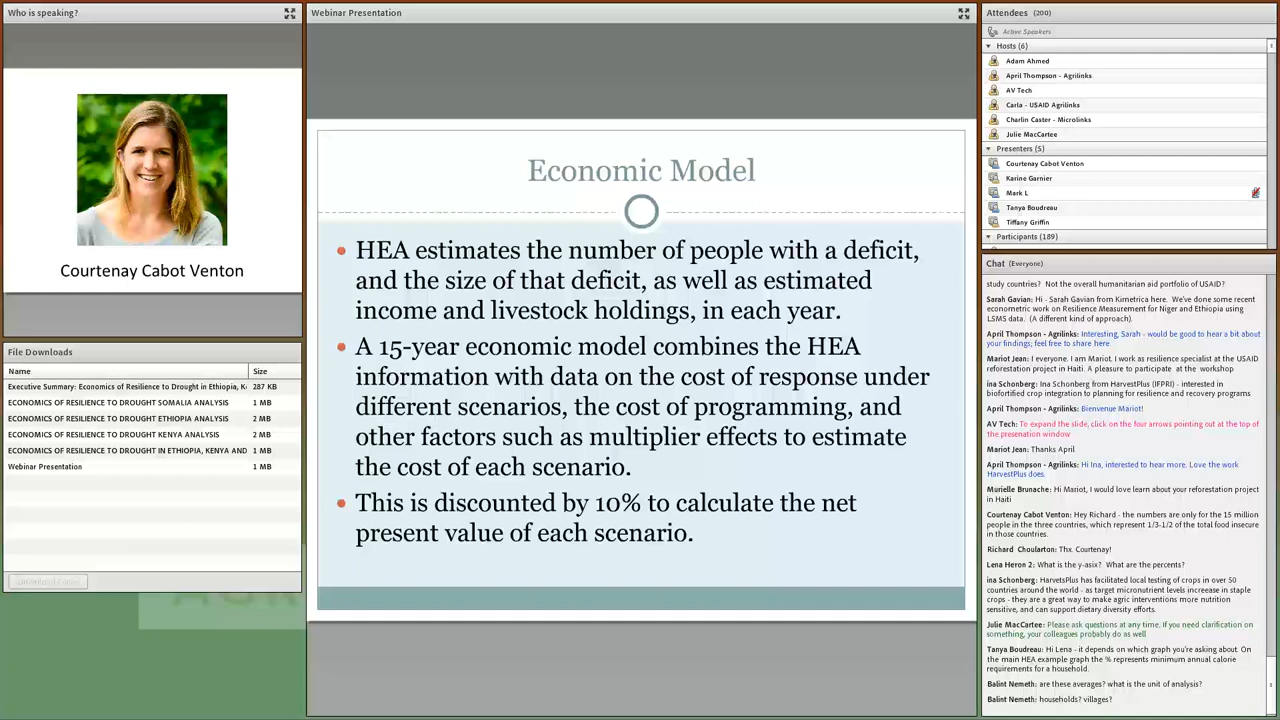 Who is speaking?
Courtenay Cabot Venton
File Downloads
Name Size
Executive Summary: Economics of Resilience to Drought in Ethiopia, K 287 KB
ECONOMICS OF RESILIENCE TO DROUGHT SOMALIA ANALYSIS 1 MB
ECONOMICS OF RESILIENCE TO DROUGHT ETHIOPIA ANALYSIS 2 MB
ECONOMICS OF RESILIENCE TO DROUGHT KENYA ANALYSIS 2 MB
ECONOMICS OF RESILIENCE TO DROUGHT IN ETHIOPIA, KENYA AND 1 MB
Webinar Presentation 1 MB
Webinar Presentation
Economic Model
• HEA estimates the number of people with a deficit,
and the size of that deficit, as well as estimated
income and livestock holdings, in each year.
• A 15-year economic model combines the HEA
information with data on the cost of response under
different scenarios, the cost of programming, and
other factors such as multiplier effects to estimate
the cost of each scenario.
• This is discounted by 10% to calculate the net
present value of each scenario.
Attendees (200)
Active Speakers
Hosts (6)
Adam Ahmed
April Thompson - Agrilinks
AV Tech
Carla - USAID Agrilinks
Charlin Caster - Microlinks
Julie MacCartee
Presenters (5)
Courtenay Cabot Venton
Karine Garnier
Mark L
Tanya Boudreau
Tiffany Griffin
Participants (189)
Chat (Everyone)
study countries? Not the overall humanitarian aid portfolio of USAID?
Sarah Gavian: Hi - Sarah Gavian from Kimetrica here. We've done some recent
econometric work on Resilience Measurement for Niger and Ethiopia using
LSMS data. (A different kind of approach).
April Thompson - Agrilinks: Interesting, Sarah - would be good to hear a bit about
your findings; feel free to share here
Mariot Jean: I everyone. I am Mariot. I work as resilience specialist at the USAID
reforestation project in Haiti. A pleasure to participate at the workshop
ina Schonberg: Ina Schonberg from HarvestPlus (IFPRI) - interested in
biofortified crop integration to planning for resilience and recovery programs
April Thompson - Agrilinks: Bienvenue Mariot!
AV Tech: To expand the slide, click on the four arrows pointing out at the top of
the presenation window
Mariot Jean: Thanks April
April Thompson - Agrilinks: Hi Ina, interested to hear more. Love the work
HarvestPlus does.
Murielle Brunache: Hi Mariot, I would love learn about your reforestation project
in Haiti
Courtenay Cabot Venton: Hey Richard - the numbers are only for the 15 million
people in the three countries, which represent 1/3-1/2 of the total food insecure
in those countries.
Richard Choularton: Thx. Courtenay!
Lena Heron 2: What is the y-asix? What are the percents?
ina Schonberg: HarvetsPlus has facilitated local testing of crops in over 50
countries around the world - as target micronutrient levels increase in staple
crops - they are a great way to make agric interventions more nutrition
sensitive, and can support dietary diversity efforts.
Julie MacCartee: Please ask questions at any time. If you need clarification on
something, your colleagues probably do as well
Tanya Boudreau: Hi Lena - it depends on which graph you're asking about. On
the main HEA example graph the % represents minimum annual calorie
requirements for a household.
Balint Nemeth: are these averages? what is the unit of analysis?
Balint Nemeth: households? villages?